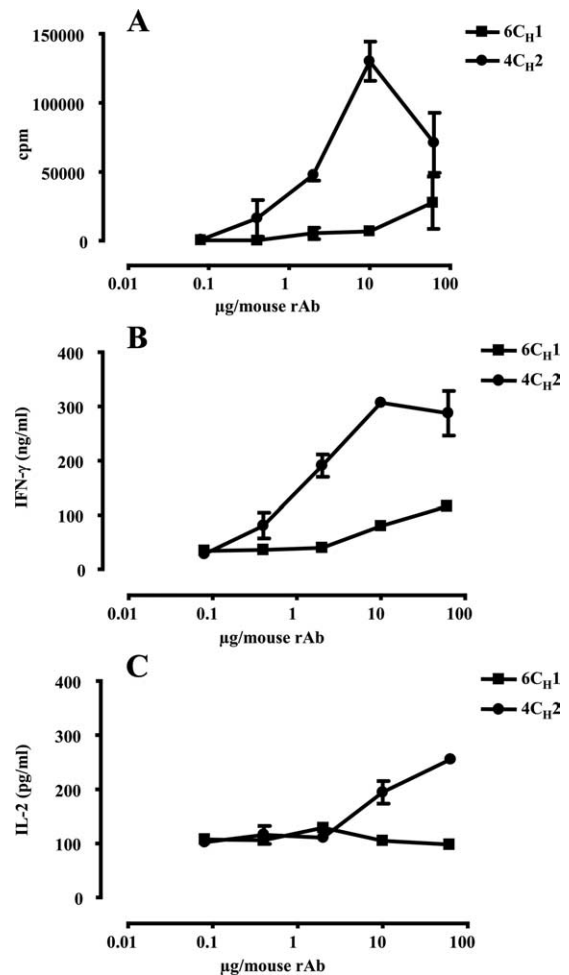 A
6CH1
4CH2
150000
100000
50000
0
cpm
0.01 0.1 1 10 100
μg/mouse rAb
B
6CH1
4CH2
400
300
200
100
0
IFN-γ (ng/ml)
0.01 0.1 1 10 100
μg/mouse rAb
C
6CH1
4CH2
400
300
200
100
0
IL-2 (pg/ml)
0.01 0.1 1 10 100
μg/mouse rAb